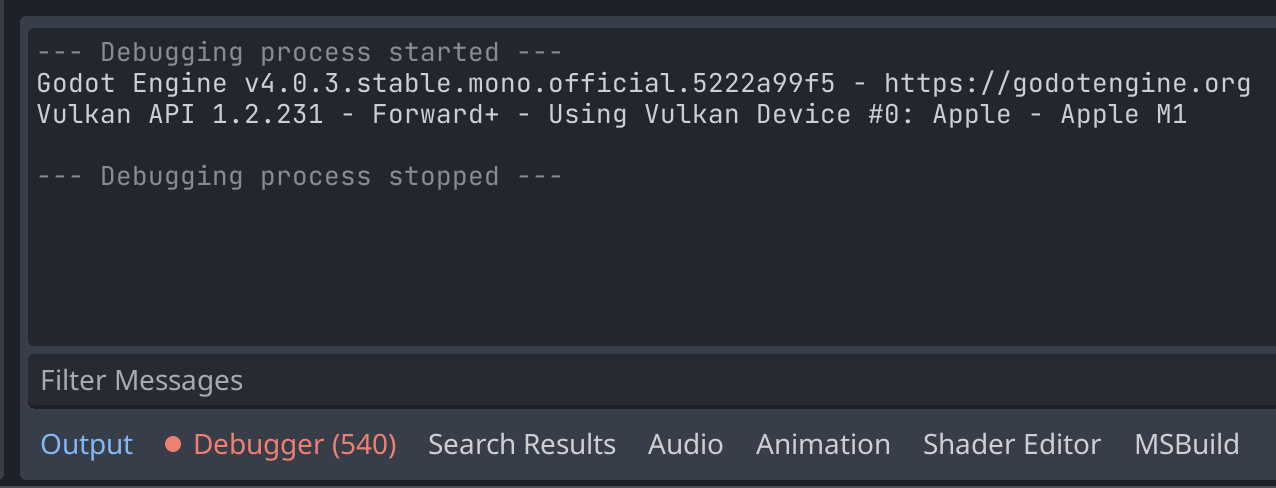 --- Debugging process started ---
Godot Engine v4.0.3.stable.mono.official.5222a99f5 - https://godotengine.org
Vulkan API 1.2.231 - Forward+ - Using Vulkan Device #0: Apple - Apple M1
--- Debugging process stopped ---
Filter Messages
Output Debugger (540) Search Results Audio Animation Shader Editor MSBuild